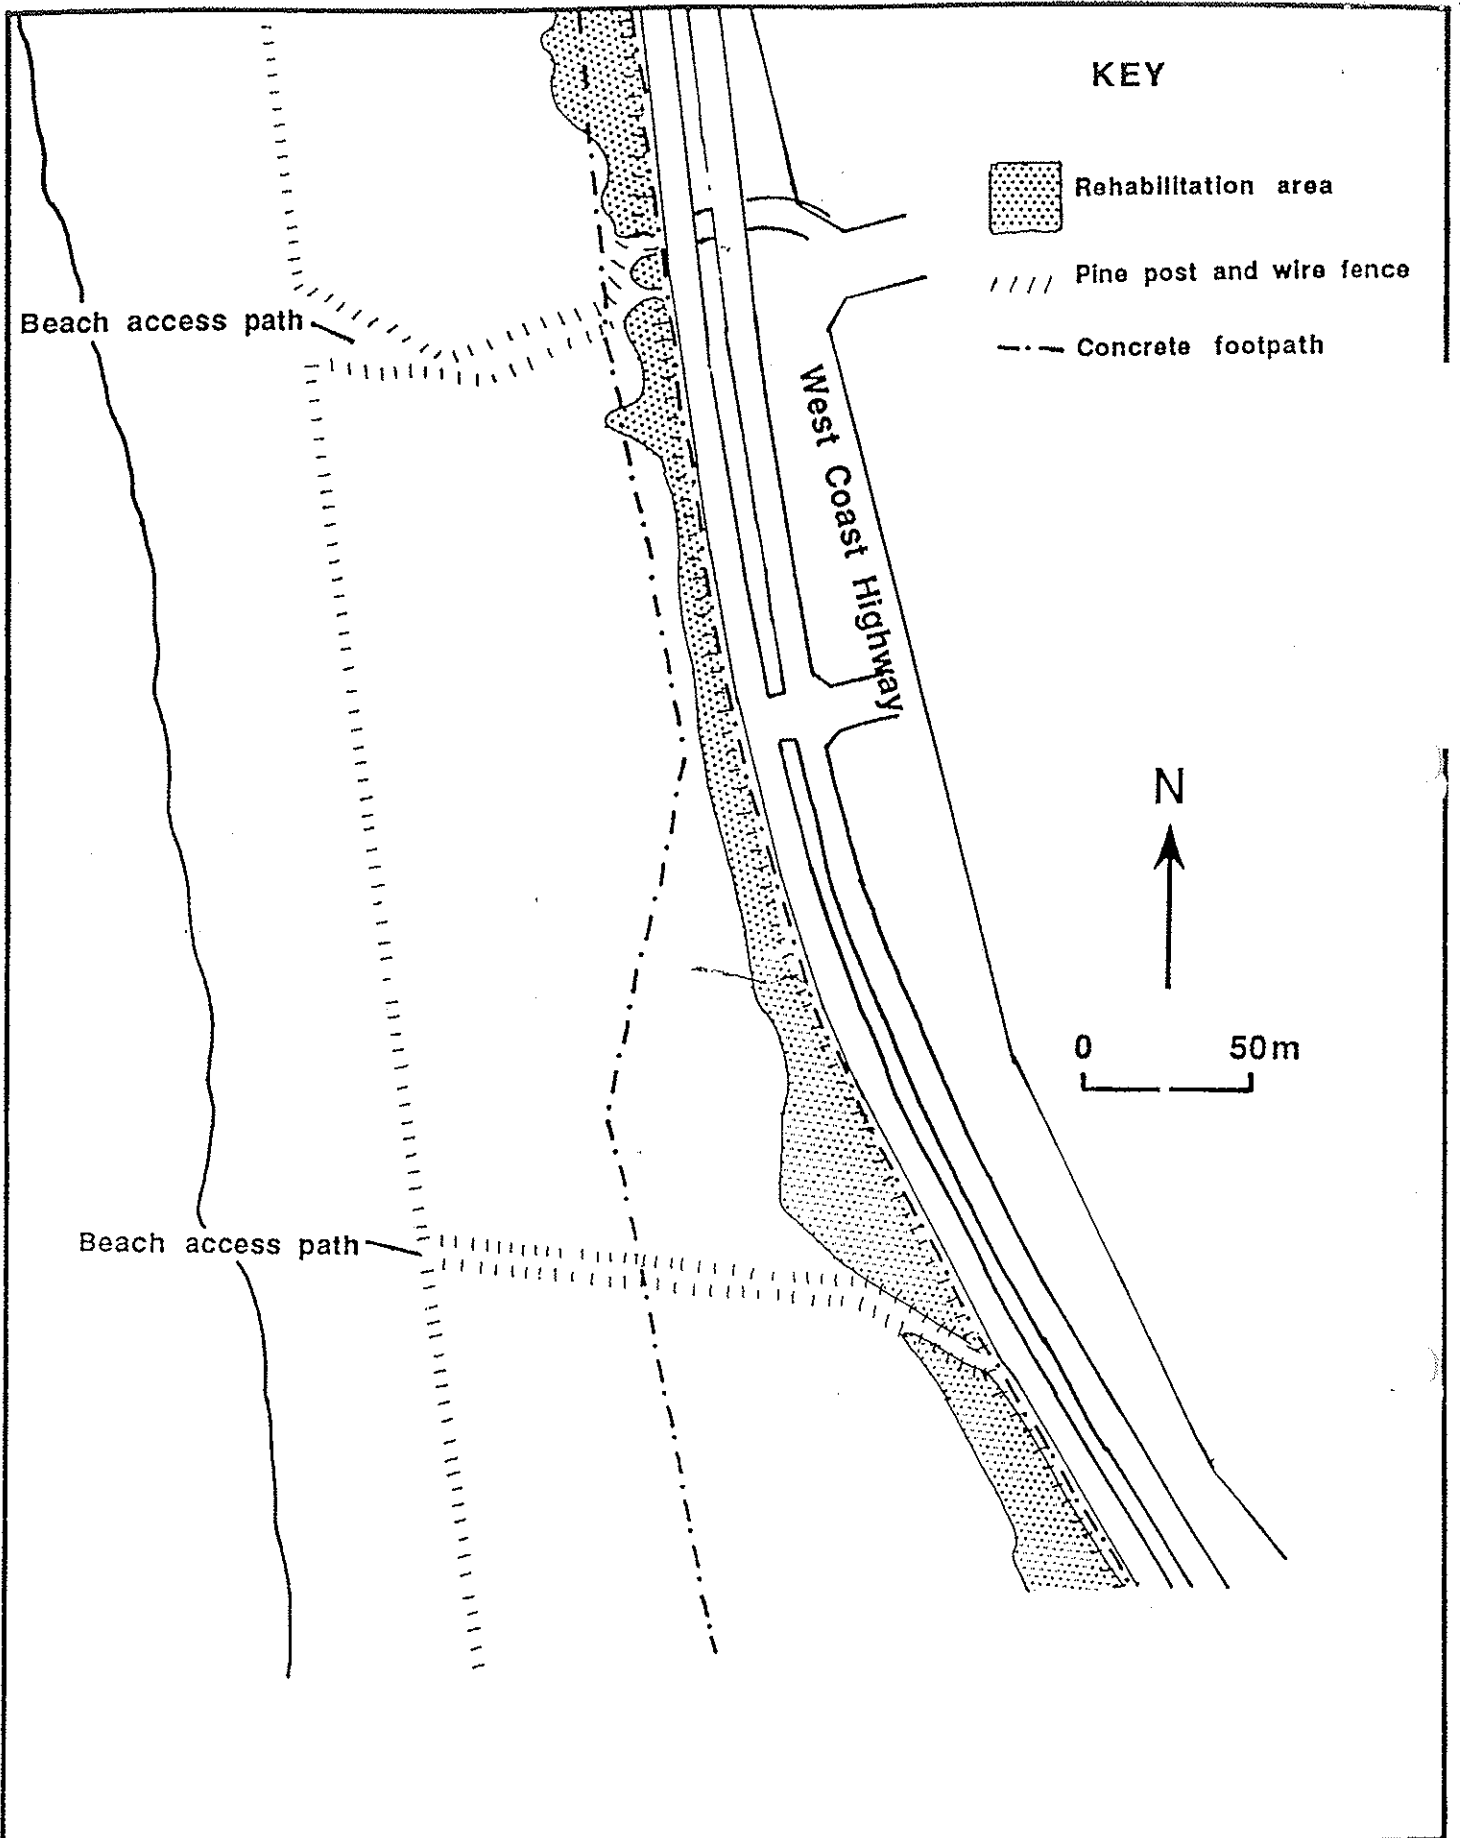 KEY
Rehabilitation area
Pine post and wire fence
Concrete footpath
Beach access path
West Coast Highway
N
0 50m
Beach access path